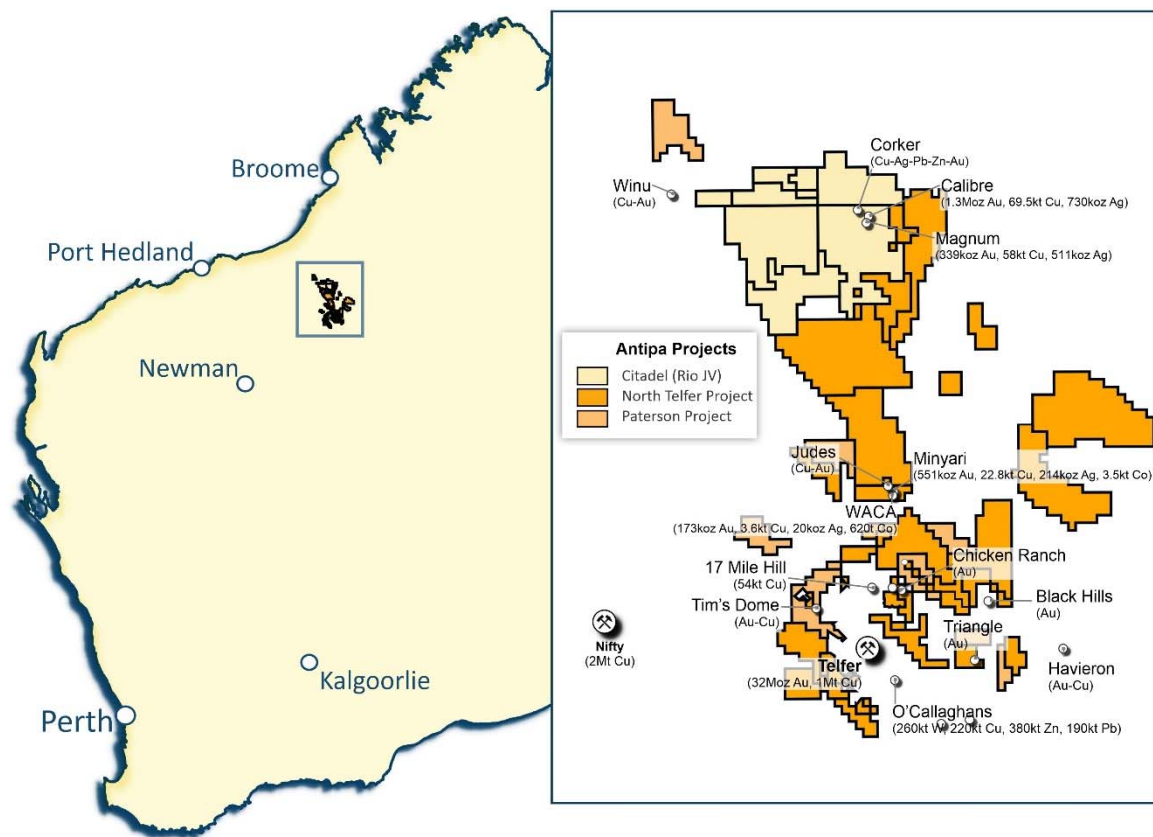 Broome
Port Hedland
Newman
Kalgoorlie
Perth
Corker
(Cu-Ag-Pb-Zn-Au)
Winu
(Cu-Au)
Calibre
(1.3Moz Au, 69.5kt Cu, 730koz Ag)
Magnum
(339koz Au, 58kt Cu, 511koz Ag)
Antipa Projects
Citadel (Rio JV)
North Telfer Project
Paterson Project
Judes
(Cu-Au)
Minyari
(551koz Au, 22.8kt Cu, 214koz Ag, 3.5kt Co)
WACA
(173koz Au, 3.6kt Cu, 20koz Ag, 620t Co)
Chicken Ranch
(Au)
17 Mile Hill
(54kt Cu)
Black Hills
(Au)
Tim's Dome
(Au-Cu)
Triangle
(Au)
Nifty
(2Mt Cu)
Telfer
(32Moz Au, 1Mt Cu)
Havieron
(Au-Cu)
O'Callaghans
(260kt W, 220kt Cu, 380kt Zn, 190kt Pb)